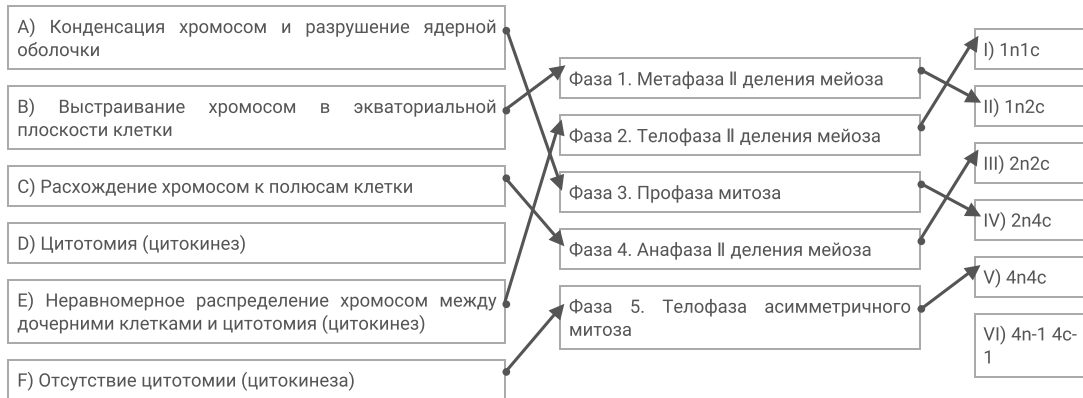 A) Конденсация хромосом и разрушение ядерной
оболочки
B) Выстраивание хромосом в экваториальной
плоскости клетки
C) Расхождение хромосом к полюсам клетки
D) Цитотомия (цитокинез)
E) Неравномерное распределение хромосом между
дочерними клетками и цитотомия (цитокинез)
F) Отсутствие цитотомии (цитокинеза)
Фаза 1. Метафаза II деления мейоза
Фаза 2. Телофаза II деления мейоза
Фаза 3. Профаза митоза
Фаза 4. Анафаза II деления мейоза
Фаза 5. Телофаза асимметричного
митоза
I) 1n1c
II) 1n2c
III) 2n2c
IV) 2n4c
V) 4n4c
VI) 4n-1 4c-
1